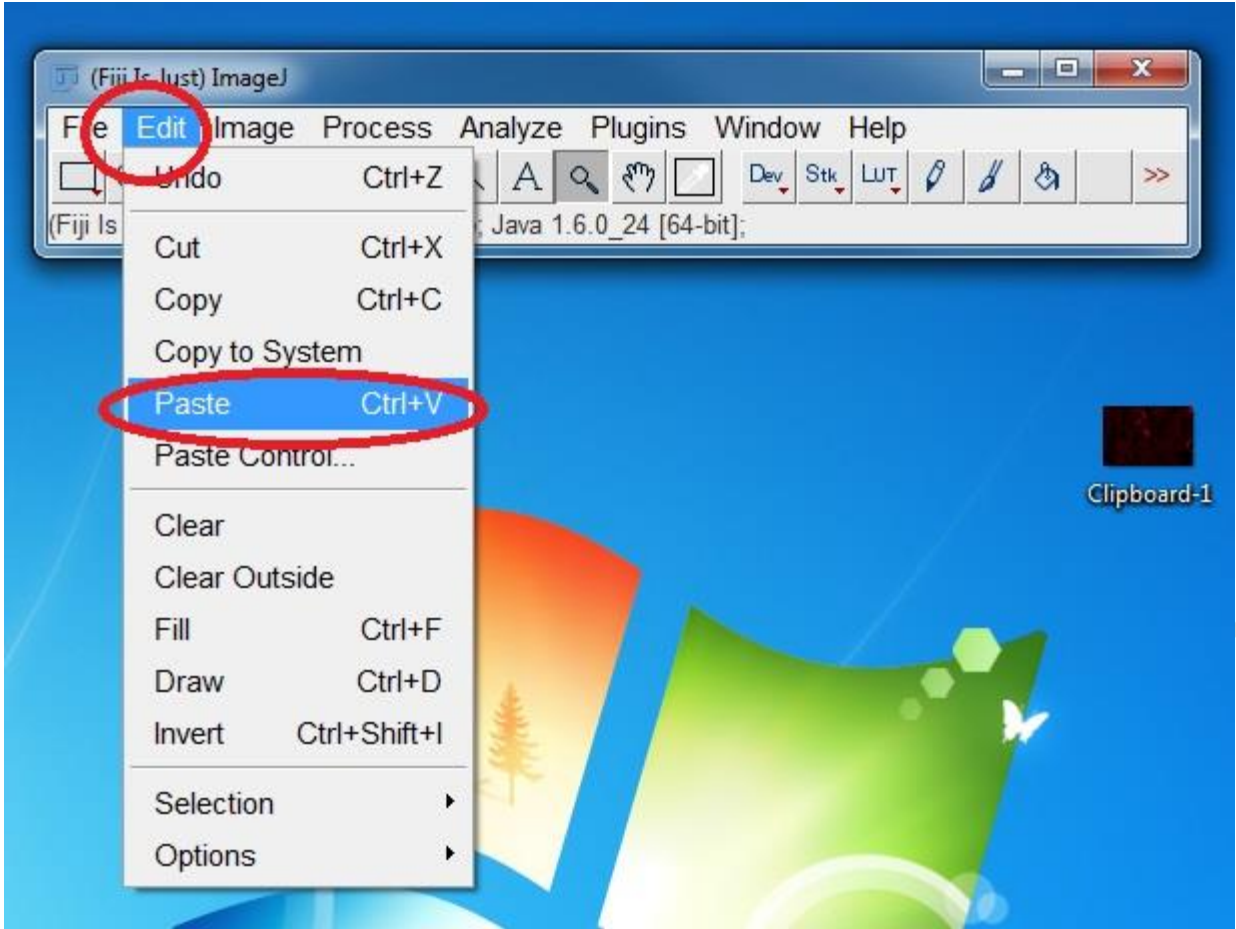 (Fiji Is Just) ImageJ
File Edit Image Process Analyze Plugins Window Help
A Dev Stk LUT >>
(Fiji Is ; Java 1.6.0_24 [64-bit];
Undo Ctrl+Z
Cut Ctrl+X
Copy Ctrl+C
Copy to System
Paste Ctrl+V
Paste Control...
Clear
Clear Outside
Fill Ctrl+F
Draw Ctrl+D
Invert Ctrl+Shift+I
Selection
Options
Clipboard-1